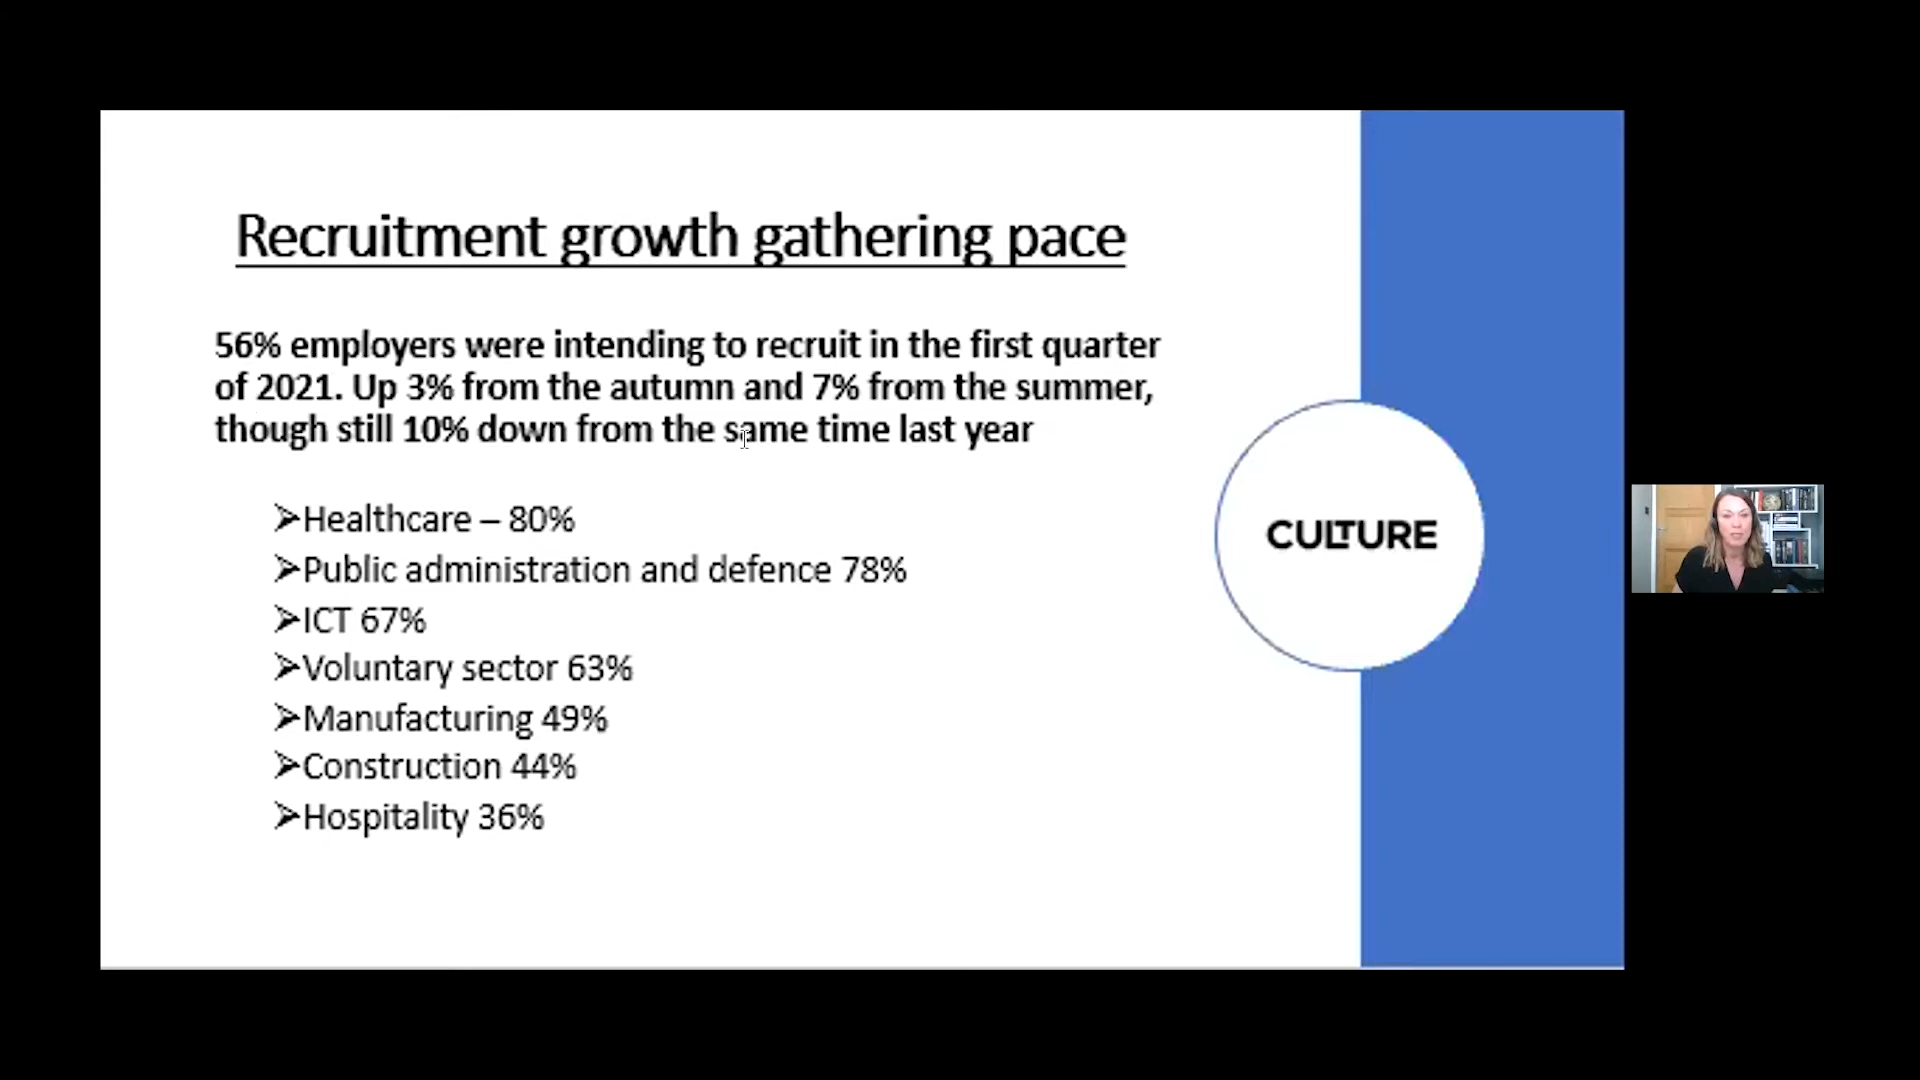 Recruitment growth gathering pace
56% employers were intending to recruit in the first quarter
of 2021. Up 3% from the autumn and 7% from the summer,
though still 10% down from the same time last year
➢Healthcare – 80%
➢Public administration and defence 78%
➢ICT 67%
➢Voluntary sector 63%
➢Manufacturing 49%
➢Construction 44%
➢Hospitality 36%
CULTURE